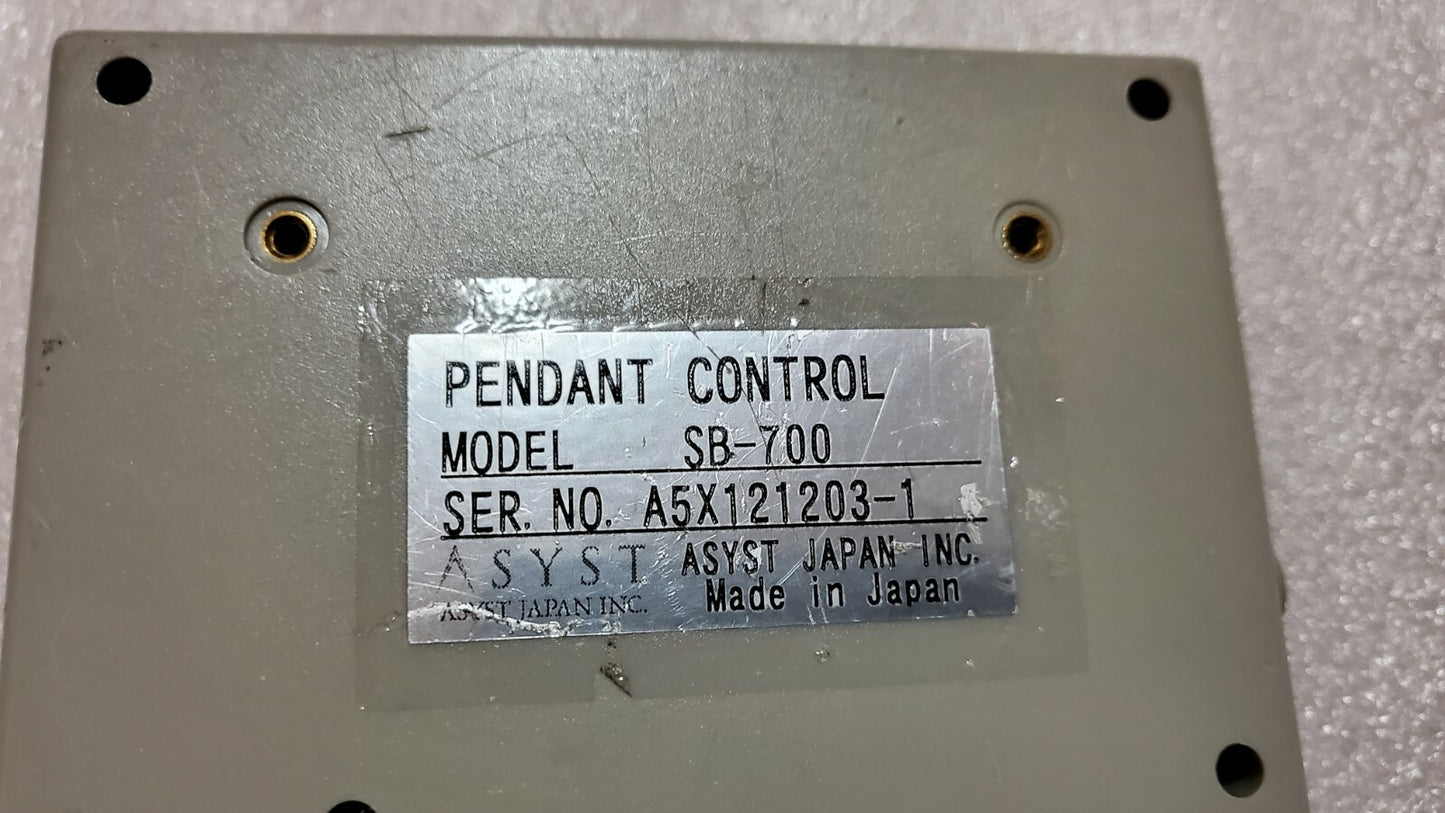 PENDANT CONTROL
MODEL SB-700
SER. NO. A5X121203-1
ASYST ASYST JAPAN INC.
ASYST JAPAN INC. Made in Japan